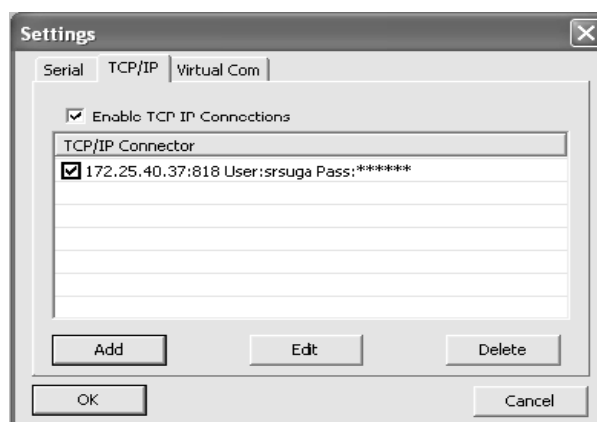 Settings
Serial TCP/IP Virtual Com
Enable TCP IP Connections
TCP/IP Connector
172.25.40.37:818 User:srsuga Pass:******
Add Edit Delete
OK Cancel